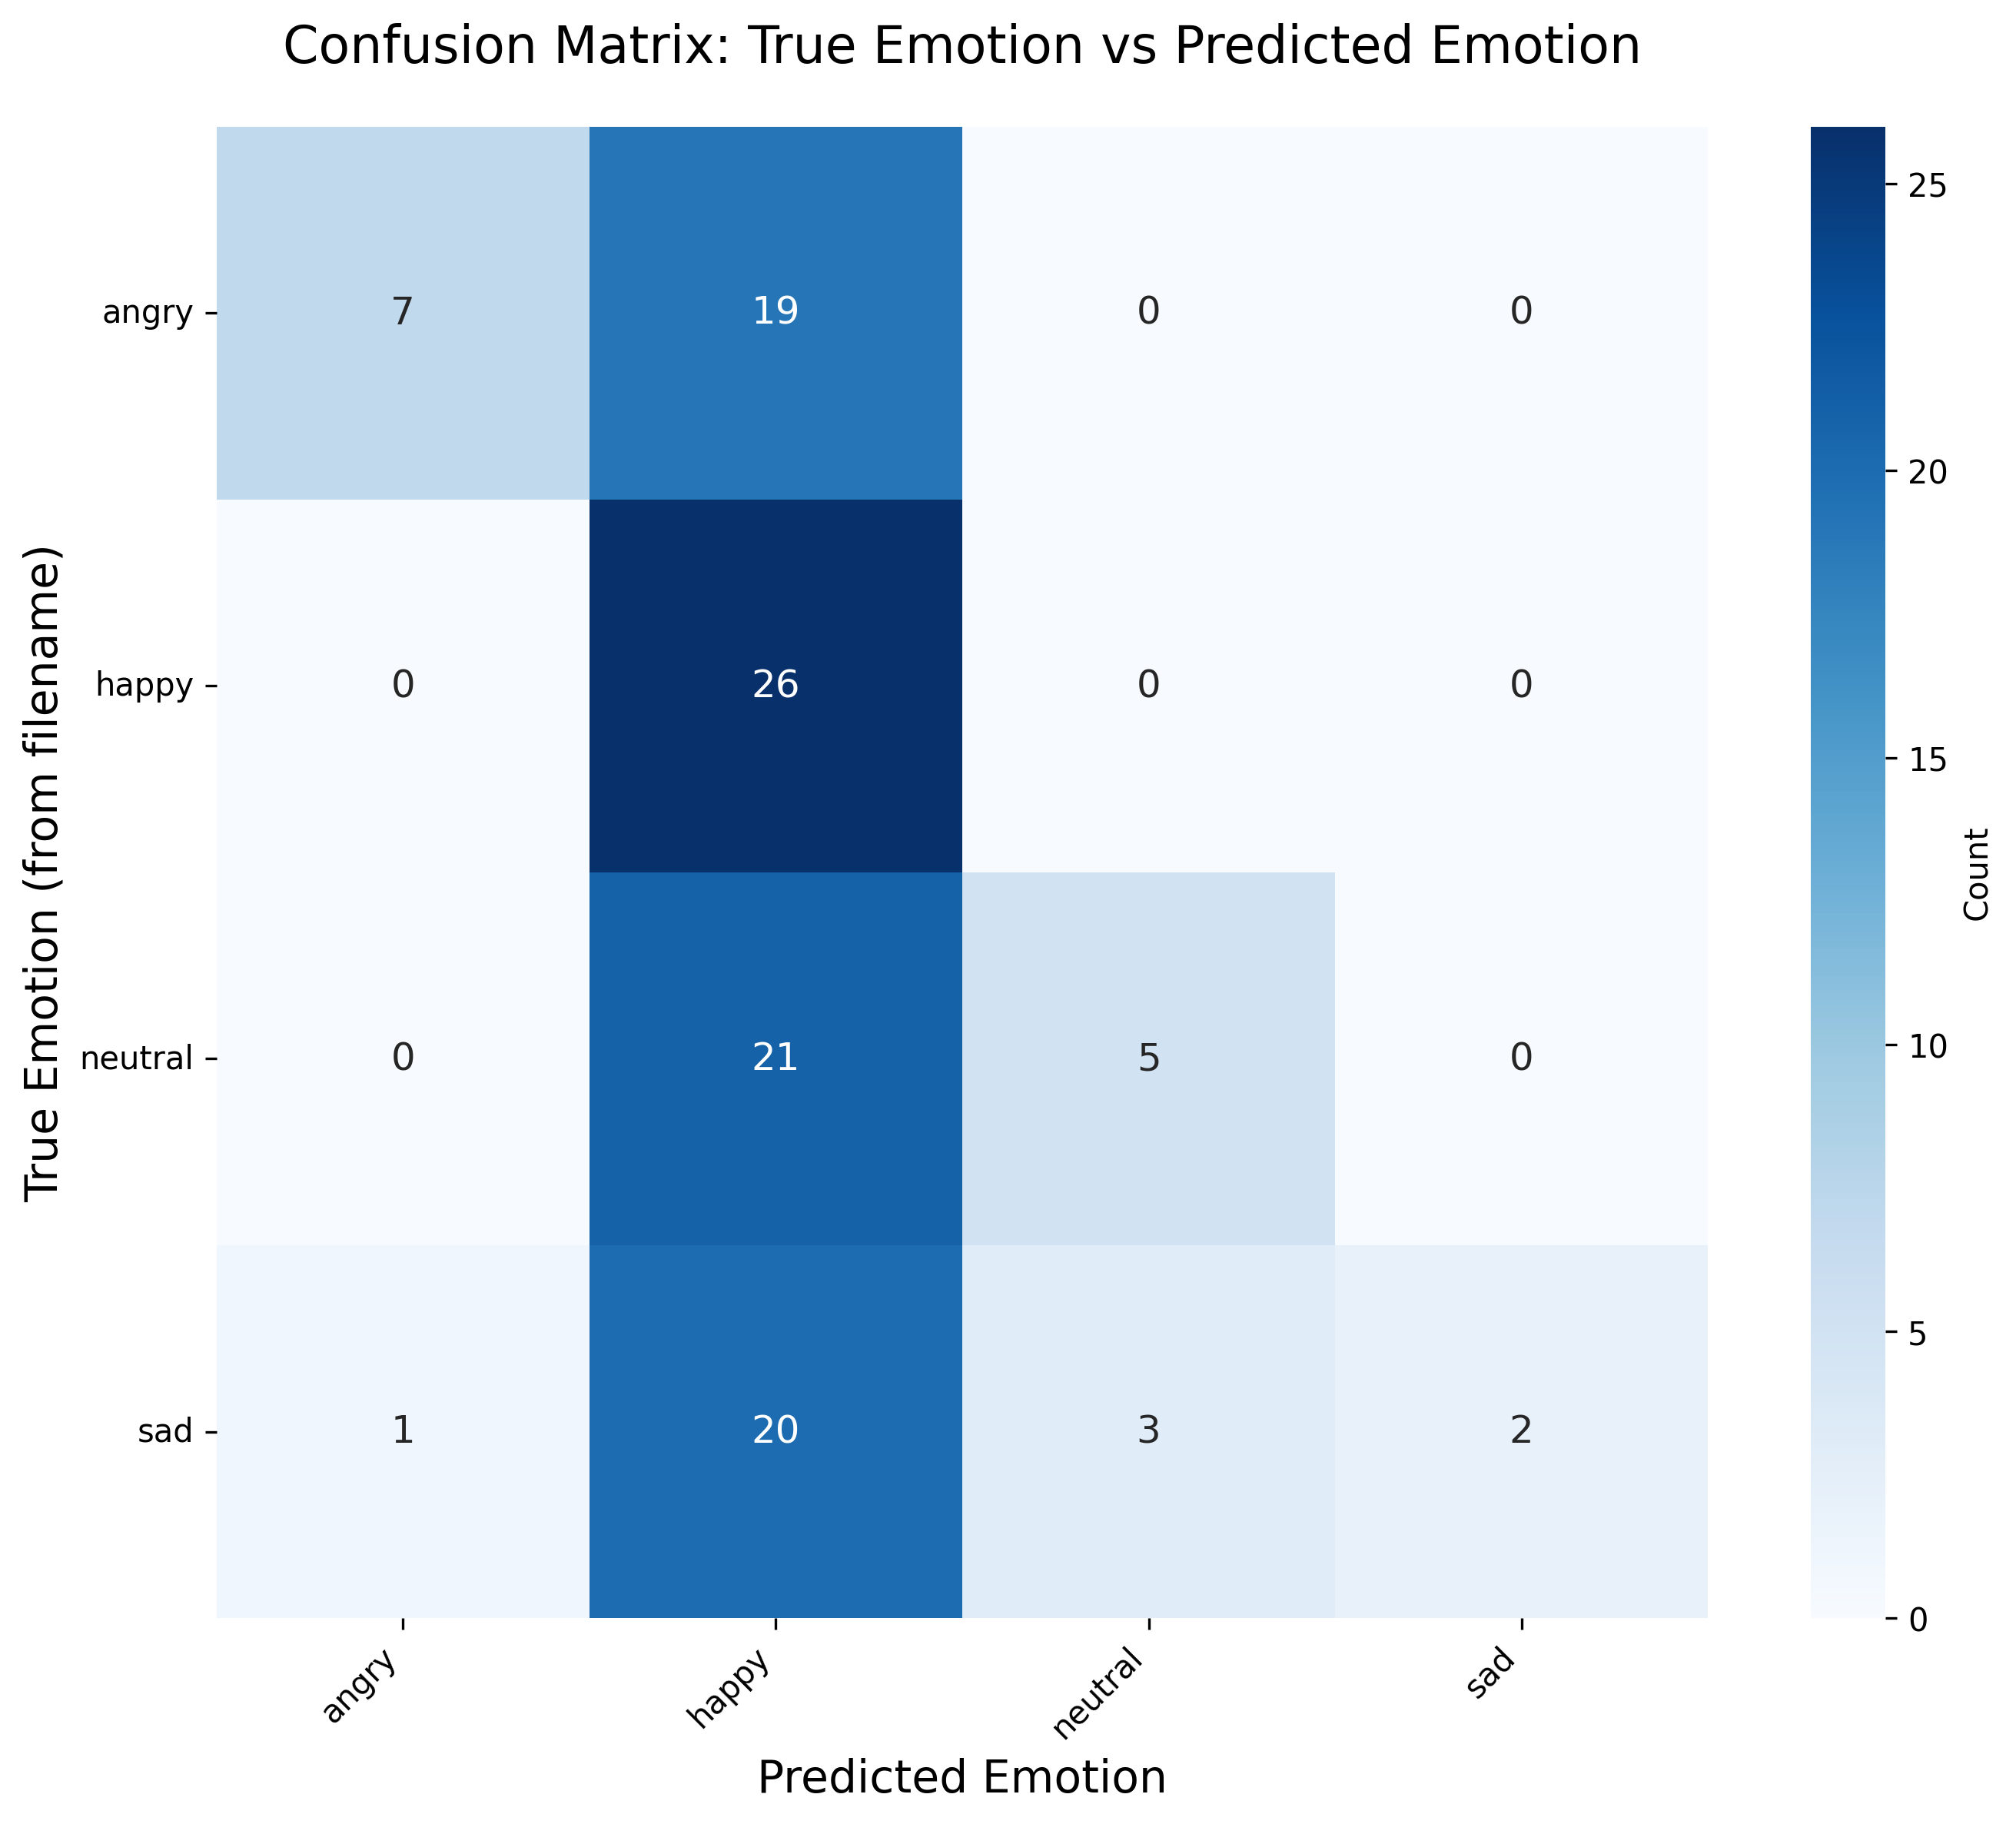 Confusion Matrix: True Emotion vs Predicted Emotion
True Emotion (from filename)
angry
7
19
0
0
happy
0
26
0
0
neutral
0
21
5
0
sad
1
20
3
2
angry
happy
neutral
sad
Predicted Emotion
25
20
15
10
5
0
Count